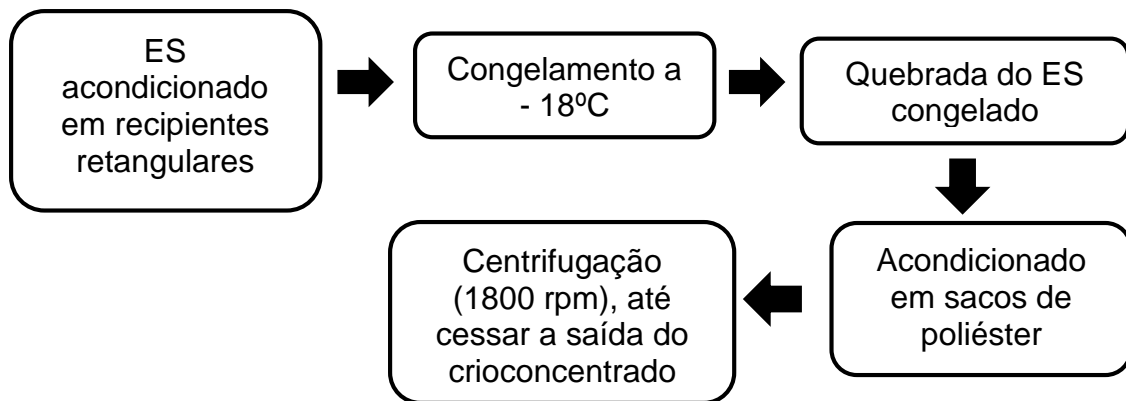 ES
acondicionado
em recipientes
retangulares
Congelamento a
- 18ºC
Quebrada do ES
congelado
Acondicionado
em sacos de
poliéster
Centrifugação
(1800 rpm), até
cessar a saída do
crioconcentrado